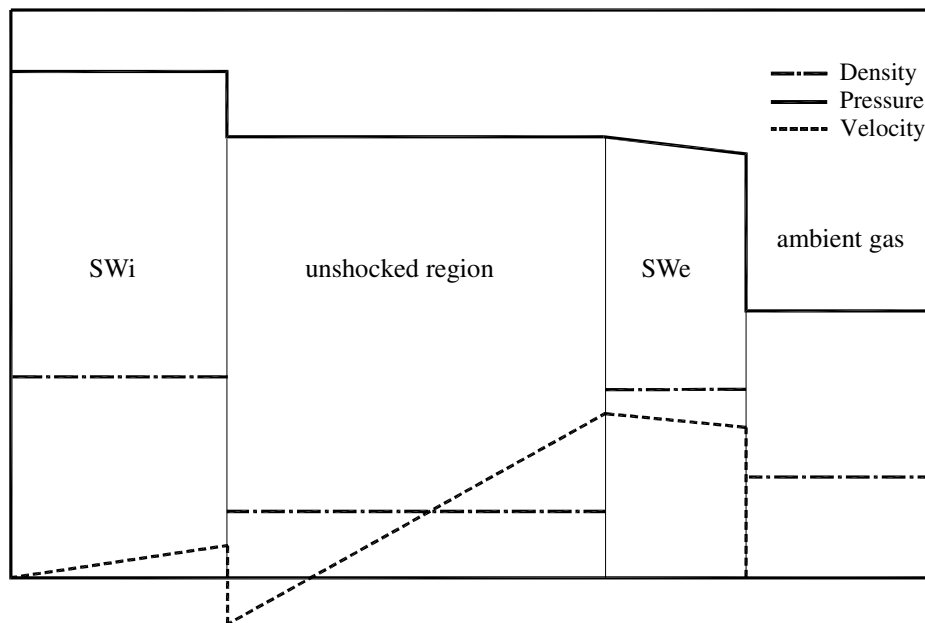 Density
Pressure
Velocity
ambient gas
SWi
unshocked region
SWe